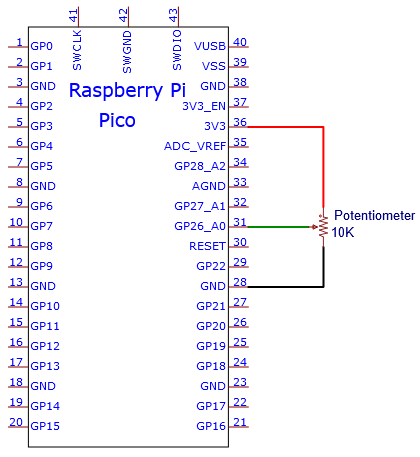 41 42 43
SWCLK SWGND SWDIO
1 GP0 VUSB 40
2 GP1 VSS 39
3 GND GND 38
Raspberry Pi
4 GP2 3V3_EN 37
Pico
5 GP3 3V3 36
6 GP4 ADC_VREF 35
7 GP5 GP28_A2 34
8 GND AGND 33
9 GP6 GP27_A1 32
Potentiometer
10 GP7 GP26_A0 31
10K
11 GP8 RESET 30
12 GP9 GP22 29
13 GND GND 28
14 GP10 GP21 27
15 GP11 GP20 26
16 GP12 GP19 25
17 GP13 GP18 24
18 GND GND 23
19 GP14 GP17 22
20 GP15 GP16 21